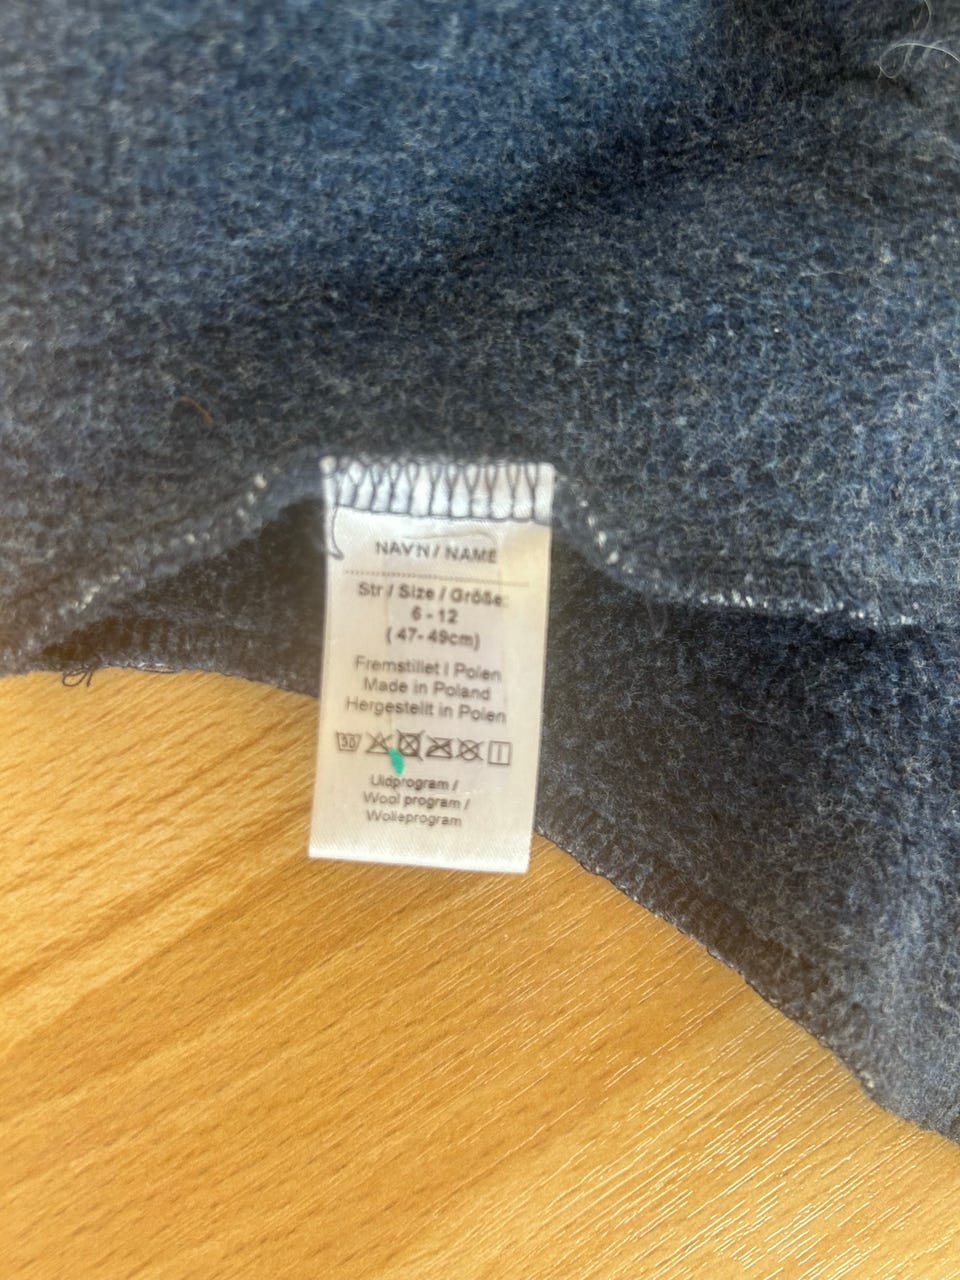 NAVN / NAME
Str / Size / Größe:
6 - 12
( 47- 49cm)
Fremstillet I Polen
Made in Poland
Hergestellt in Polen
30
Uldprogram /
Wool program /
Wolleprogram